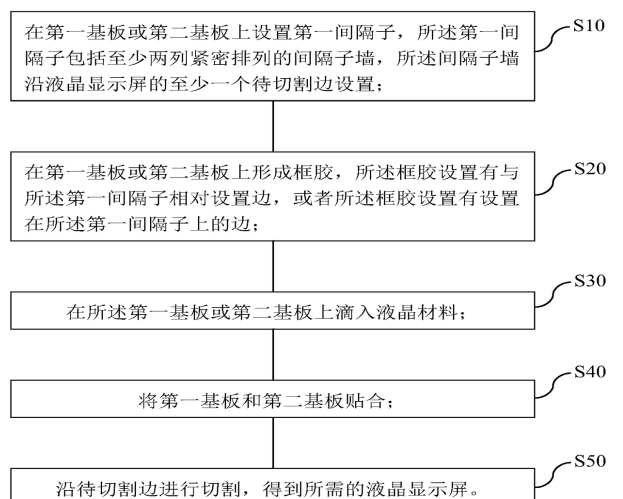 在第一基板或第二基板上设置第一间隔子，所述第一间
隔子包括至少两列紧密排列的间隔子墙，所述间隔子墙
沿液晶显示屏的至少一个待切割边设置；
S10
在第一基板或第二基板上形成框胶，所述框胶设置有与
所述第一间隔子相对设置边，或者所述框胶设置有设置
在所述第一间隔子上的边；
S20
在所述第一基板或第二基板上滴入液晶材料；
S30
将第一基板和第二基板贴合；
S40
沿待切割边进行切割，得到所需的液晶显示屏。
S50